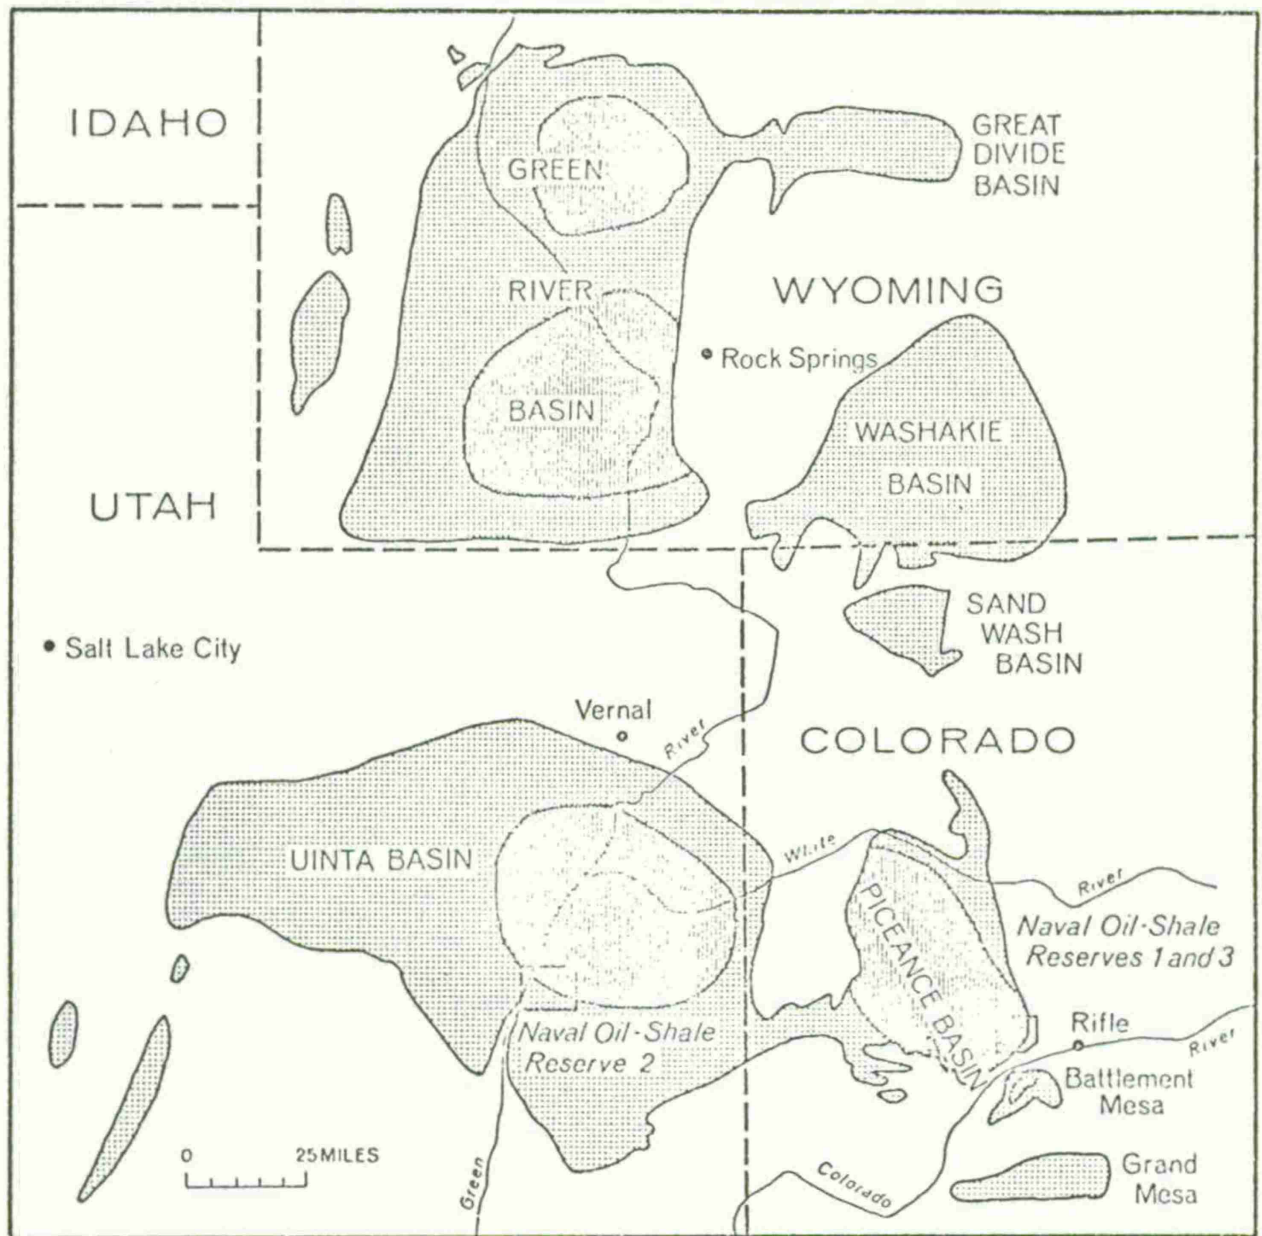 IDAHO
GREAT
DIVIDE
BASIN
GREEN
RIVER
BASIN
WYOMING
Rock Springs
WASHAKIE
BASIN
UTAH
SAND
WASH
BASIN
Salt Lake City
Vernal
River
COLORADO
UINTA BASIN
White
River
PICEANCE BASIN
Naval Oil-Shale
Reserves 1 and 3
Naval Oil-Shale
Reserve 2
Rifle
River
Battlement
Mesa
0 25 MILES
Green
Colorado
Grand
Mesa